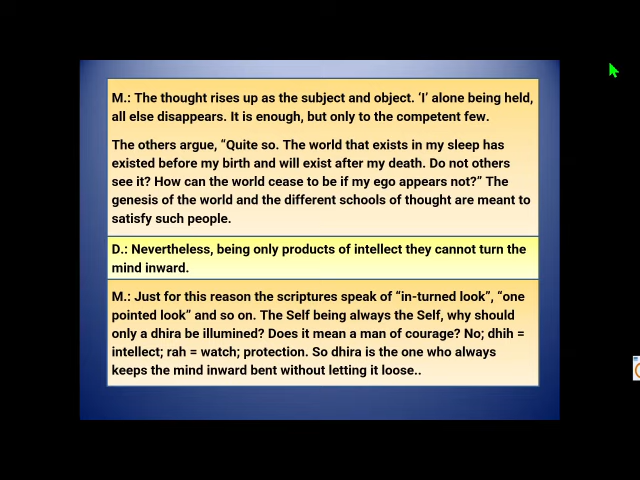 M.: The thought rises up as the subject and object. ‘I’ alone being held,
all else disappears. It is enough, but only to the competent few.
The others argue, “Quite so. The world that exists in my sleep has
existed before my birth and will exist after my death. Do not others
see it? How can the world cease to be if my ego appears not?” The
genesis of the world and the different schools of thought are meant to
satisfy such people.
D.: Nevertheless, being only products of intellect they cannot turn the
mind inward.
M.: Just for this reason the scriptures speak of “in-turned look”, “one
pointed look” and so on. The Self being always the Self, why should
only a dhira be illumined? Does it mean a man of courage? No; dhih =
intellect; rah = watch; protection. So dhira is the one who always
keeps the mind inward bent without letting it loose..